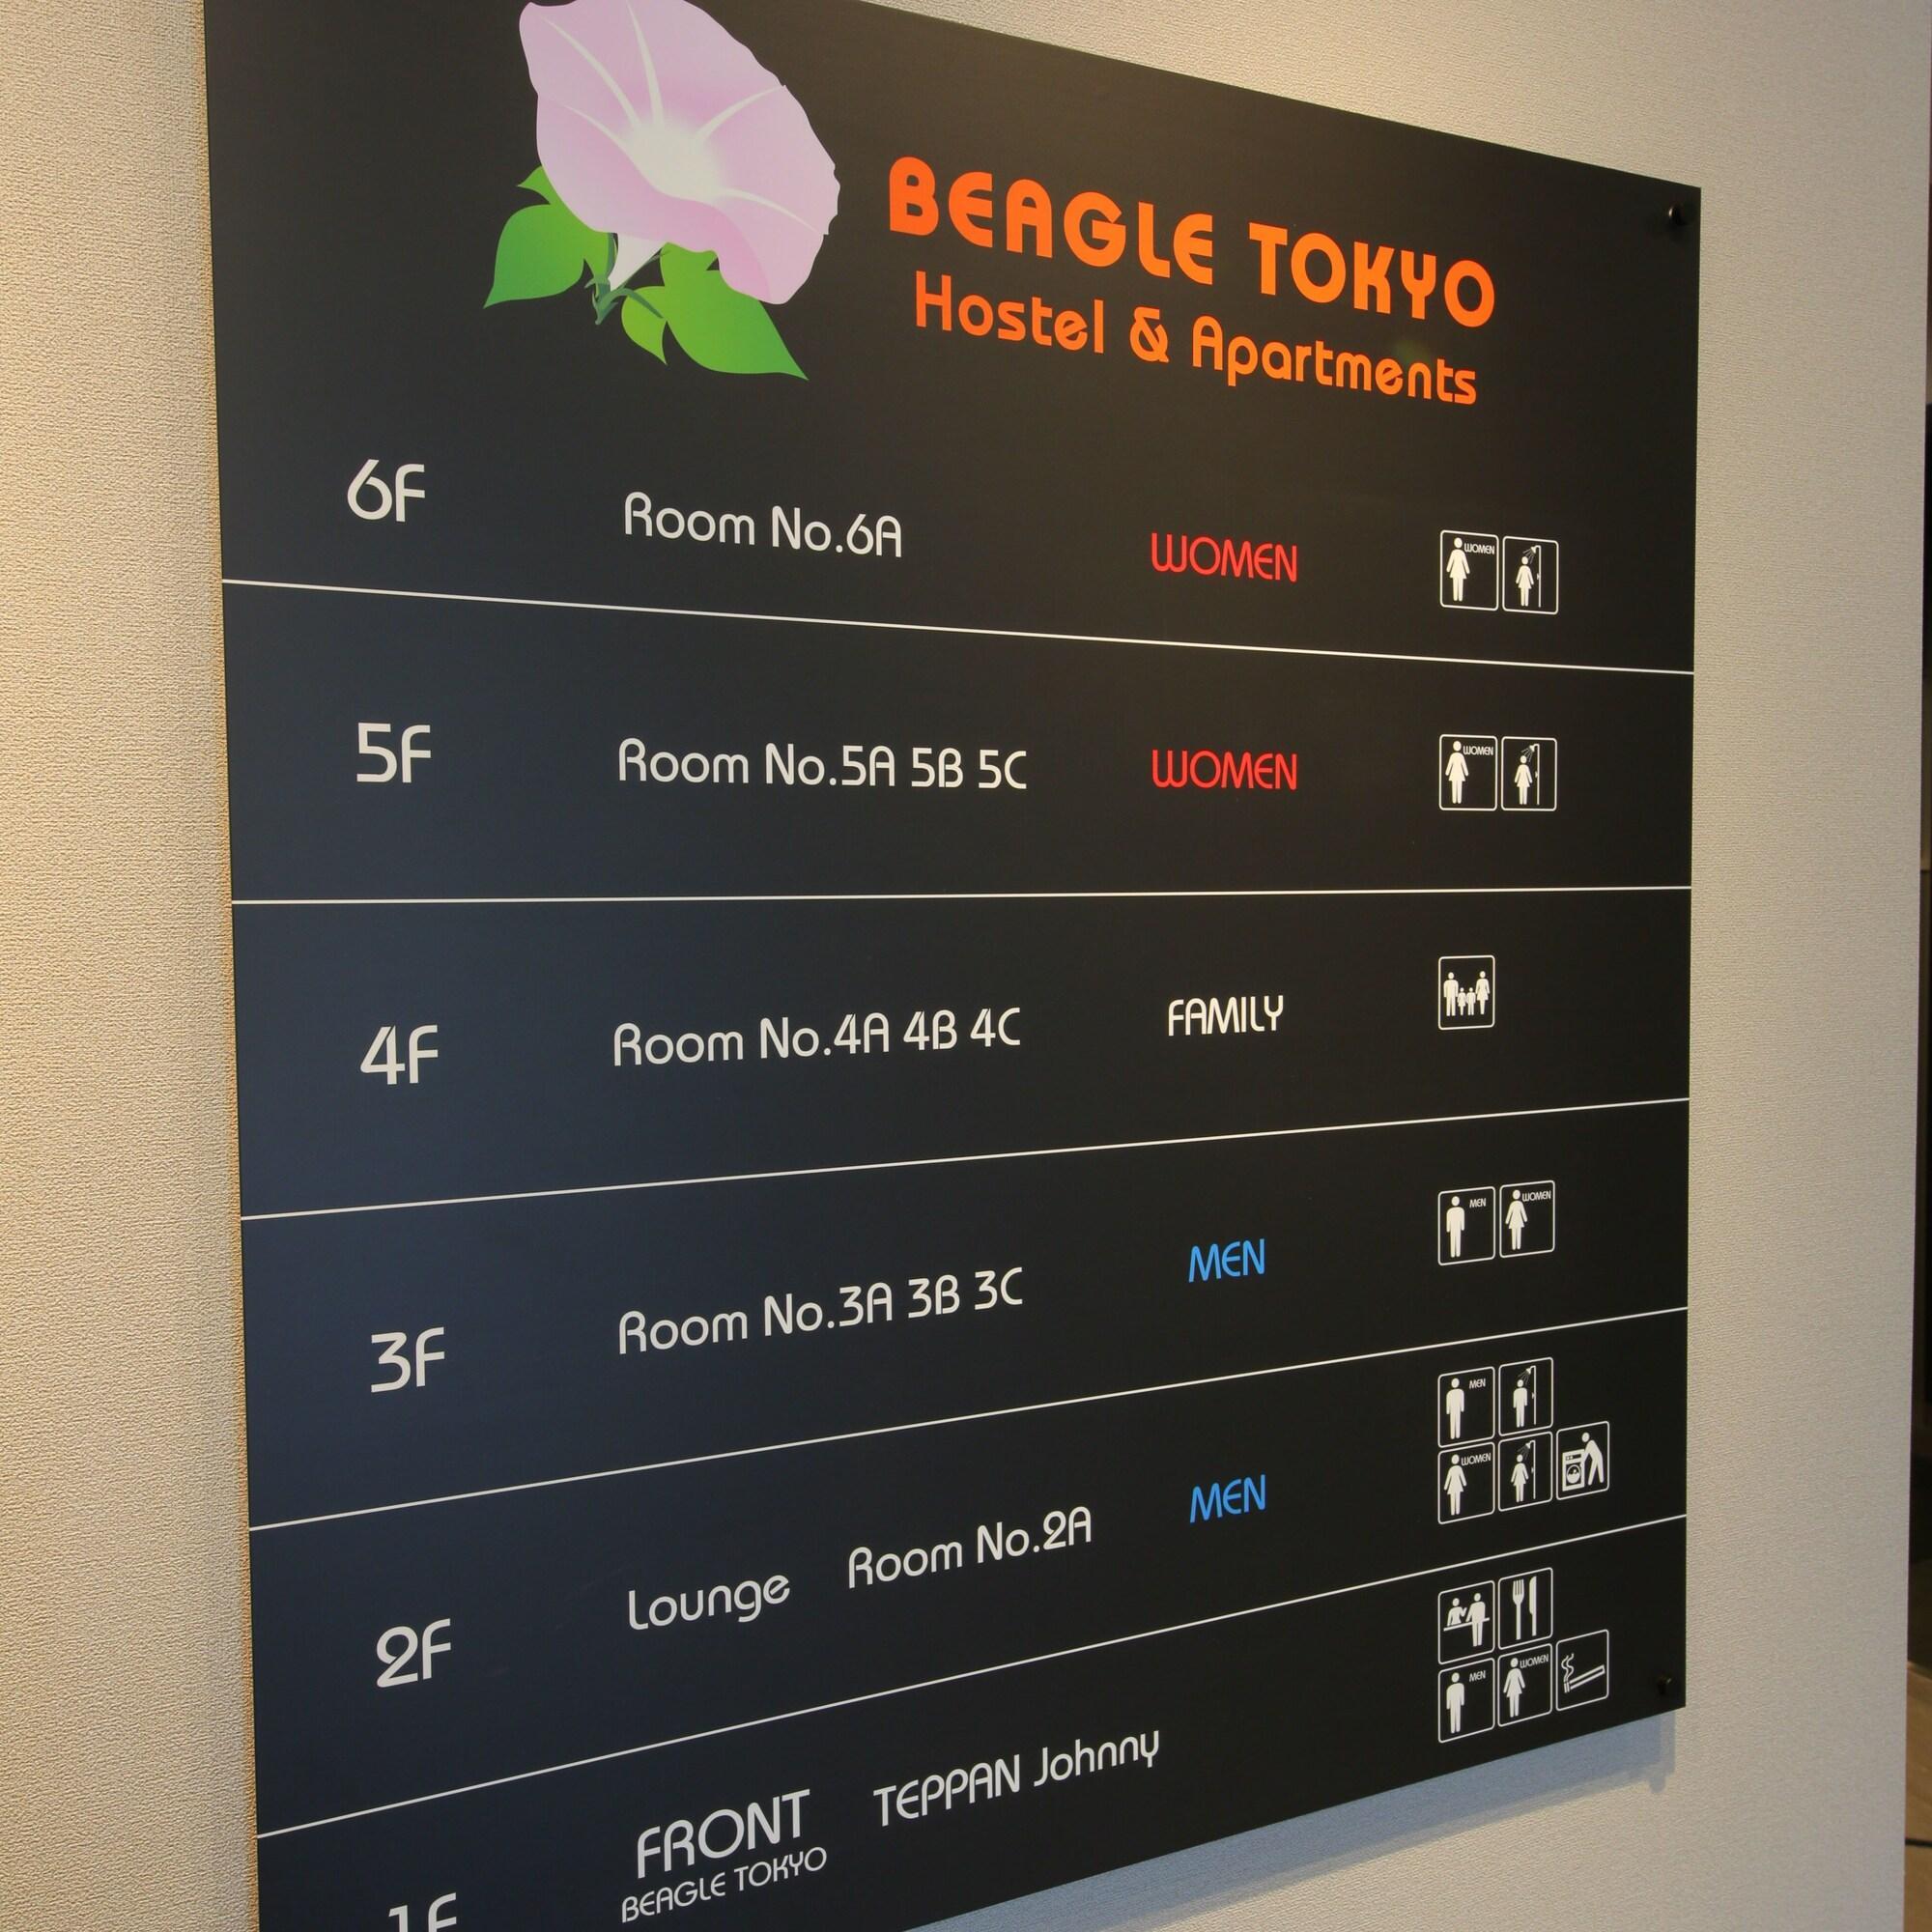 BEAGLE TOKYO
Hostel & Apartments
6F Room No.6A WOMEN WOMEN
5F Room No.5A 5B 5C WOMEN WOMEN
4F Room No.4A 4B 4C FAMILY
3F Room No.3A 3B 3C MEN MEN WOMEN
2F Lounge Room No.2A MEN MEN
WOMEN
1F FRONT TEPPAN Johnny MEN WOMEN
BEAGLE TOKYO